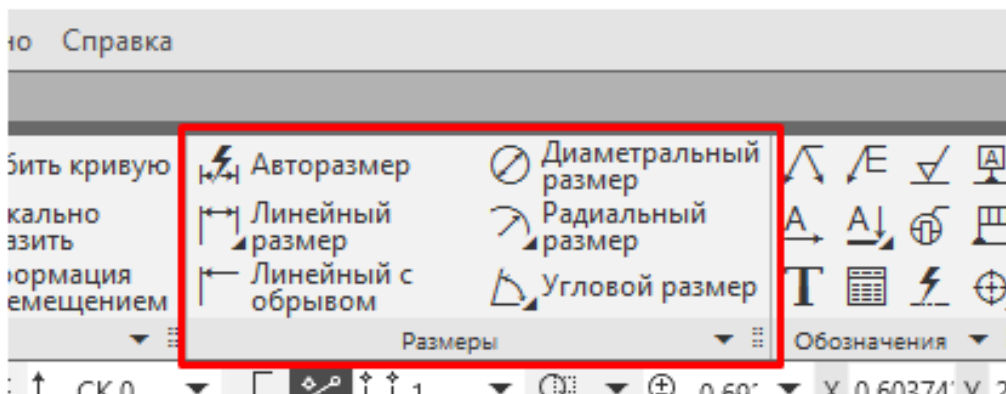 но Справка
бить кривую
Авторазмер
Диаметральный
размер
кально
азить
Линейный
размер
Радиальный
размер
A
A
формация
емещением
Линейный с
обрывом
Угловой размер
T
Размеры
Обозначения
СК 0
1
X 0.60374
Y